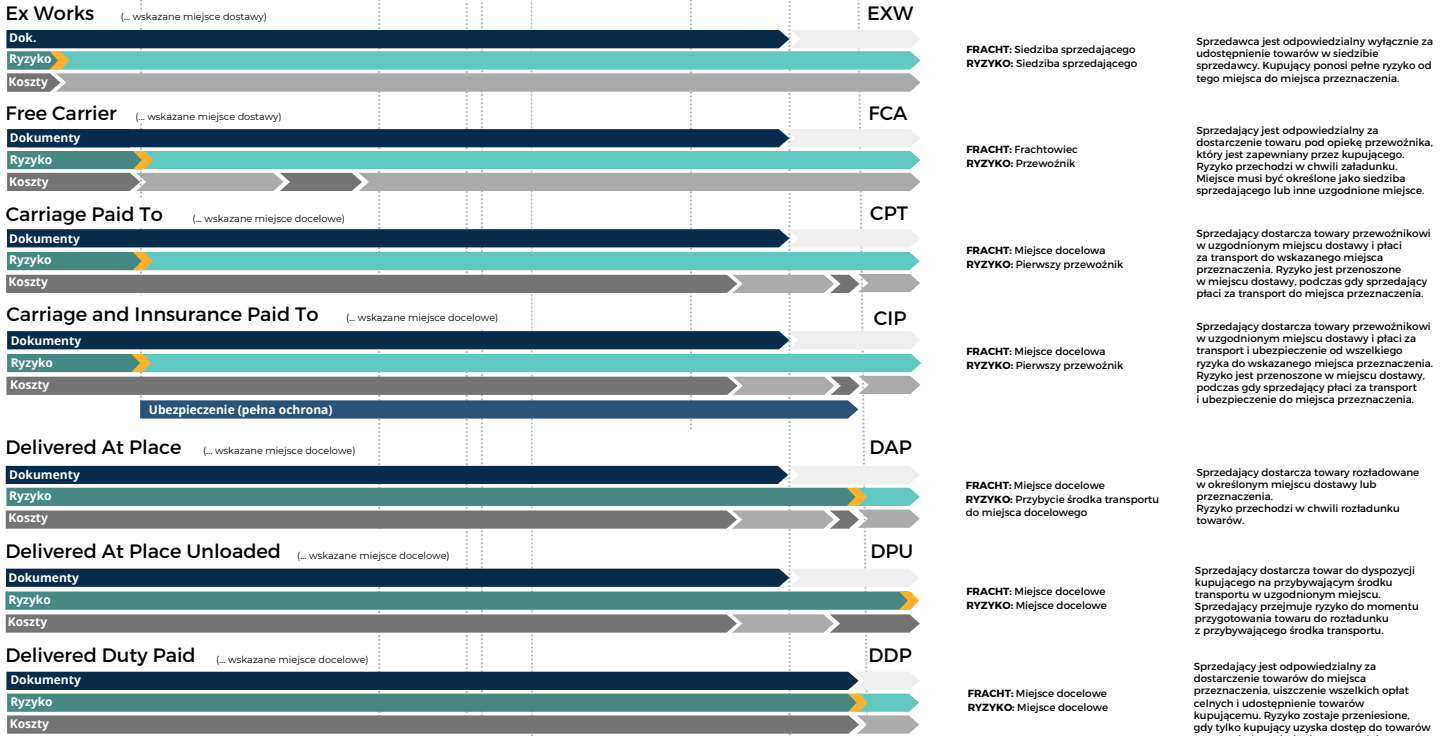 Ex Works (... wskazane miejsce dostawy) EXW
Dok.
Ryzyko
Koszty
FRACHT: Siedziba sprzedającego
RYZYKO: Siedziba sprzedającego
Sprzedawca jest odpowiedzialny wyłącznie za
udostępnienie towarów w siedzibie
sprzedawcy. Kupujący ponosi pełne ryzyko od
tego miejsca do miejsca przeznaczenia.
Free Carrier (... wskazane miejsce dostawy) FCA
Dokumenty
Ryzyko
Koszty
FRACHT: Frachtowiec
RYZYKO: Przewoźnik
Sprzedający jest odpowiedzialny za
dostarczenie towaru pod opiekę przewoźnika,
który jest zapewniany przez kupującego.
Ryzyko przechodzi w chwili załadunku.
Miejsce musi być określone jako siedziba
sprzedającego lub inne uzgodnione miejsce.
Carriage Paid To (... wskazane miejsce docelowe) CPT
Dokumenty
Ryzyko
Koszty
FRACHT: Miejsce docelowa
RYZYKO: Pierwszy przewoźnik
Sprzedający dostarcza towary przewoźnikowi
w uzgodnionym miejscu dostawy i płaci
za transport do wskazanego miejsca
przeznaczenia. Ryzyko jest przenoszone
w miejscu dostawy, podczas gdy sprzedający
płaci za transport do miejsca przeznaczenia.
Carriage and Innsurance Paid To (... wskazane miejsce docelowe) CIP
Dokumenty
Ryzyko
Koszty
Ubezpieczenie (pełna ochrona)
FRACHT: Miejsce docelowa
RYZYKO: Pierwszy przewoźnik
Sprzedający dostarcza towary przewoźnikowi
w uzgodnionym miejscu dostawy i płaci za
transport i ubezpieczenie od wszelkiego
ryzyka do wskazanego miejsca przeznaczenia.
Ryzyko jest przenoszone w miejscu dostawy,
podczas gdy sprzedający płaci za transport
i ubezpieczenie do miejsca przeznaczenia.
Delivered At Place (... wskazane miejsce docelowe) DAP
Dokumenty
Ryzyko
Koszty
FRACHT: Miejsce docelowe
RYZYKO: Przybycie środka transportu
do miejsca docelowego
Sprzedający dostarcza towary rozładowane
w określonym miejscu dostawy lub
przeznaczenia.
Ryzyko przechodzi w chwili rozładunku
towarów.
Delivered At Place Unloaded (... wskazane miejsce docelowe) DPU
Dokumenty
Ryzyko
Koszty
FRACHT: Miejsce docelowe
RYZYKO: Miejsce docelowe
Sprzedający dostarcza towar do dyspozycji
kupującego na przybywającym środku
transportu w uzgodnionym miejscu.
Sprzedający przejmuje ryzyko do momentu
przygotowania towaru do rozładunku
z przybywającego środka transportu.
Delivered Duty Paid (... wskazane miejsce docelowe) DDP
Dokumenty
Ryzyko
Koszty
FRACHT: Miejsce docelowe
RYZYKO: Miejsce docelowe
Sprzedający jest odpowiedzialny za
dostarczenie towarów do miejsca
przeznaczenia, uiszczenie wszelkich opłat
celnych i udostępnienie towarów
kupującemu. Ryzyko zostaje przeniesione,
gdy tylko kupujący uzyska dostęp do towarów